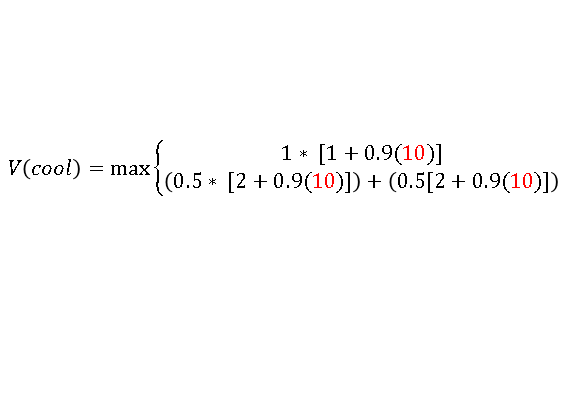 V(cool) = max{
1 * [1 + 0.9(10)]
(0.5 * [2 + 0.9(10)]) + (0.5[2 + 0.9(10)])